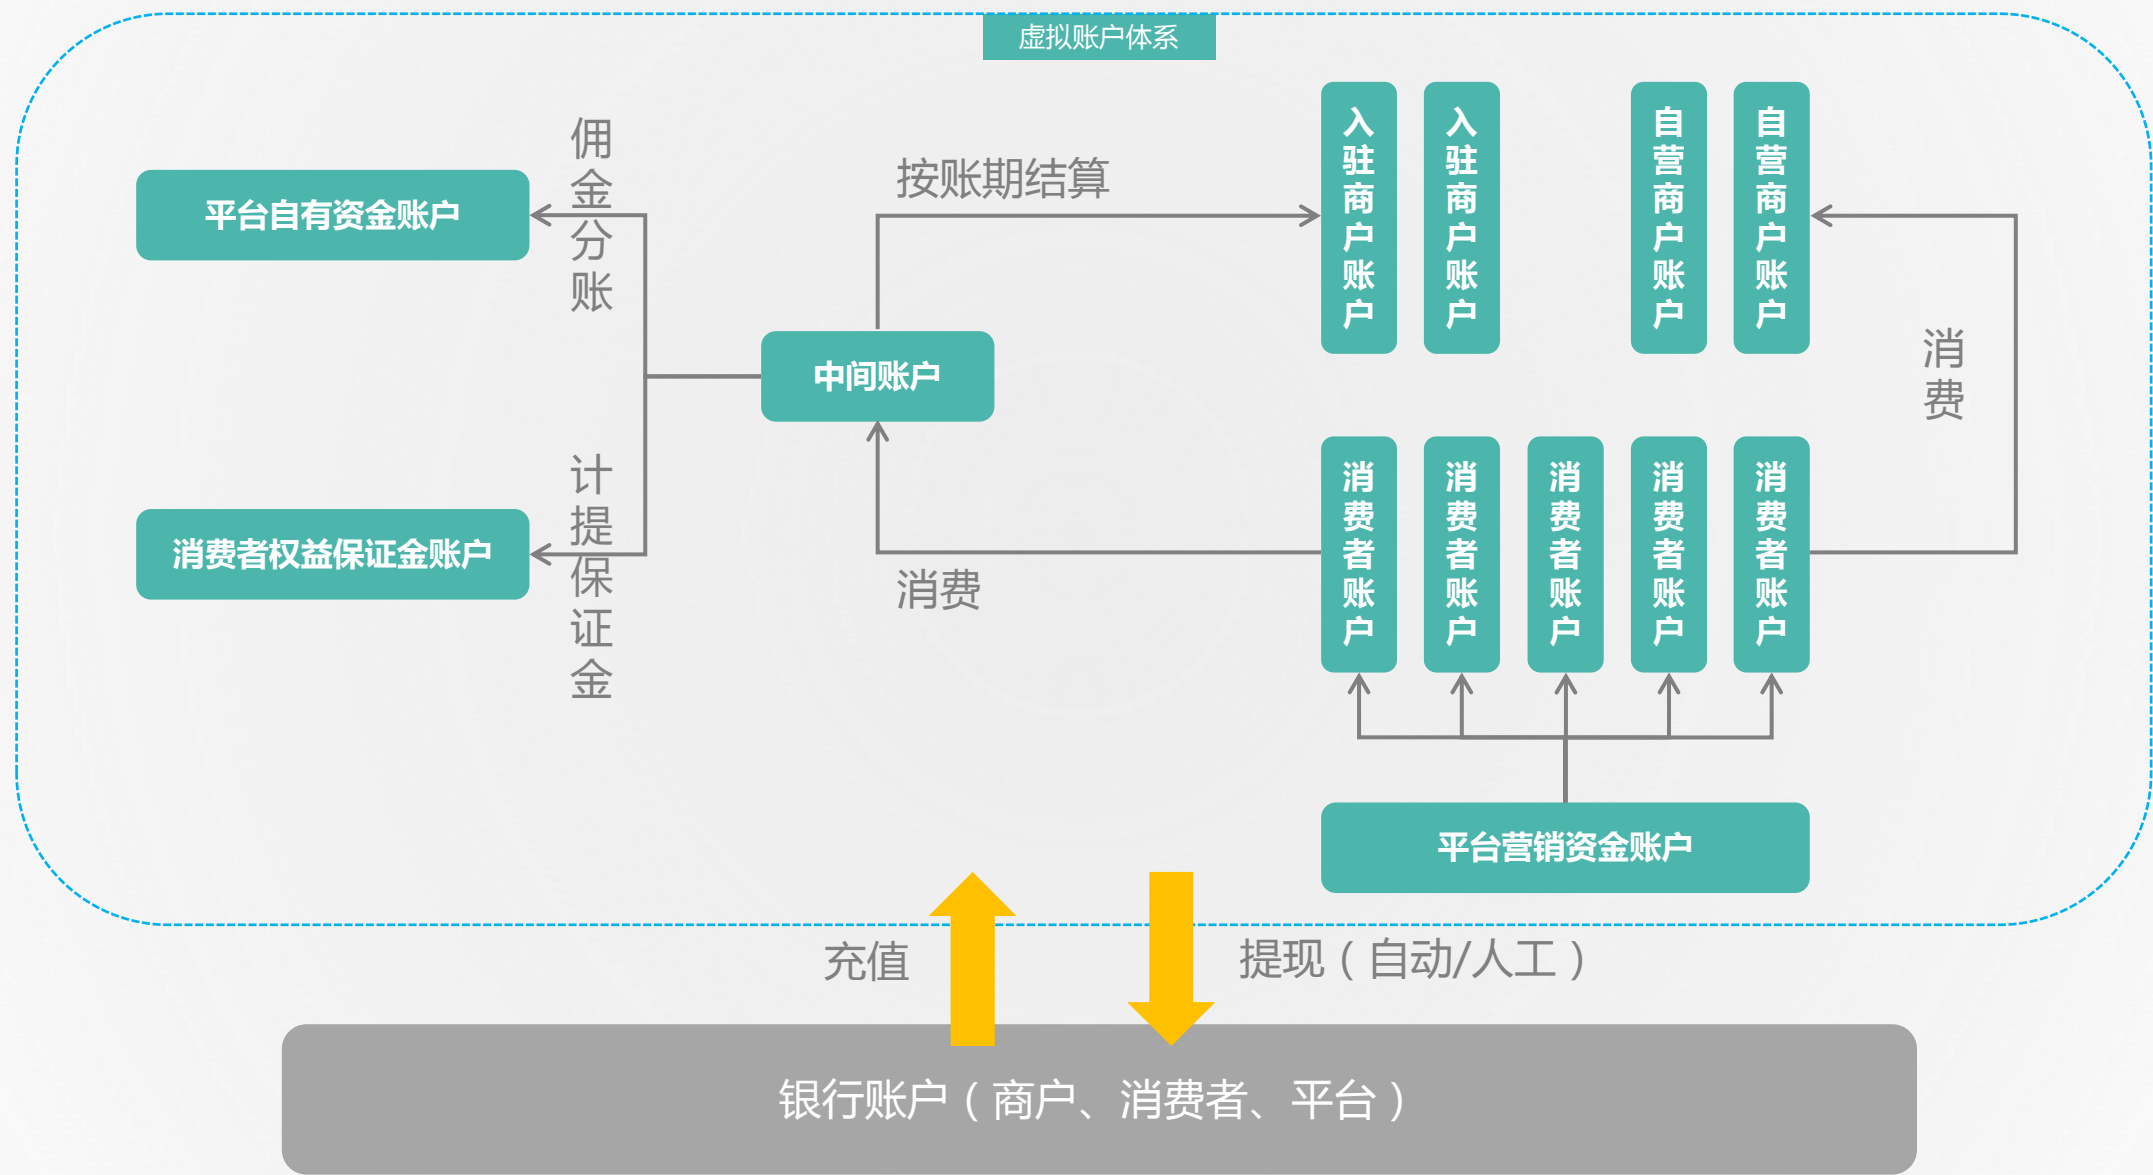 虚拟账户体系
佣金分账
平台自有资金账户
按账期结算
入驻商户账户
入驻商户账户
自营商户账户
自营商户账户
中间账户
消费
计提保证金
消费者权益保证金账户
消费
消费者账户
消费者账户
消费者账户
消费者账户
消费者账户
平台营销资金账户
充值
提现（自动/人工）
银行账户（商户、消费者、平台）